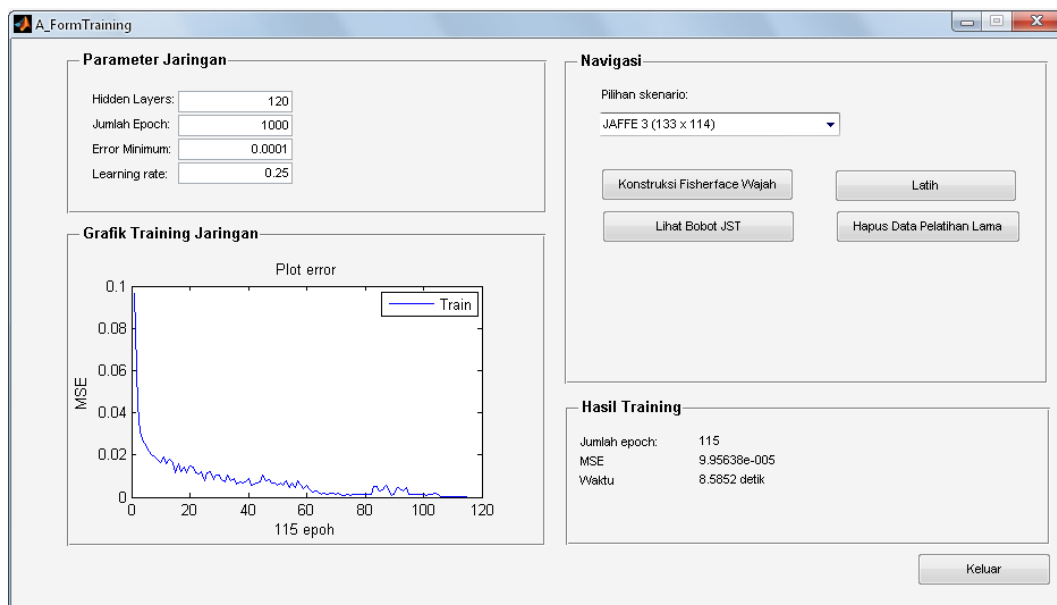 A_FormTraining
Parameter Jaringan
Hidden Layers: 120
Jumlah Epoch: 1000
Error Minimum: 0.0001
Learning rate: 0.25
Grafik Training Jaringan
Plot error
Train
MSE
0.1
0.08
0.06
0.04
0.02
0
0 20 40 60 80 100 120
115 epoh
Navigasi
Pilihan skenario:
JAFFE 3 (133 x 114)
Konstruksi Fisherface Wajah
Latih
Lihat Bobot JST
Hapus Data Pelatihan Lama
Hasil Training
Jumlah epoch: 115
MSE 9.95638e-005
Waktu 8.5852 detik
Keluar